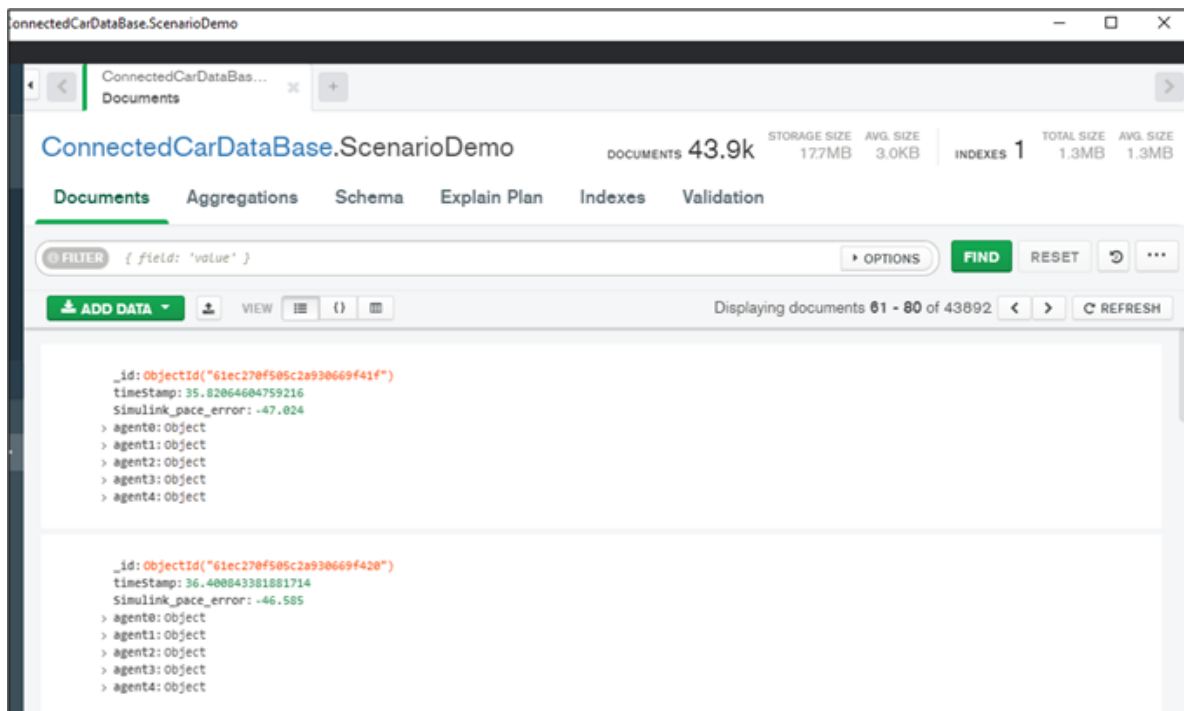 onnectedCarDataBase.ScenarioDemo
ConnectedCarDataBas...
Documents
ConnectedCarDataBase.ScenarioDemo
DOCUMENTS 43.9k
STORAGE SIZE 17.7MB
AVG. SIZE 3.0KB
INDEXES 1
TOTAL SIZE 1.3MB
AVG. SIZE 1.3MB
Documents Aggregations Schema Explain Plan Indexes Validation
FILTER { field: 'value' } OPTIONS FIND RESET ...
ADD DATA VIEW {} Displaying documents 61 - 80 of 43892 < > REFRESH
_id: ObjectId("61ec270f505c2a930669f41f")
timeStamp: 35.82064604759216
Simulink_pace_error: -47.024
> agent0: Object
> agent1: Object
> agent2: Object
> agent3: Object
> agent4: Object
_id: ObjectId("61ec270f505c2a930669f420")
timeStamp: 36.400843381881714
Simulink_pace_error: -46.585
> agent0: Object
> agent1: Object
> agent2: Object
> agent3: Object
> agent4: Object